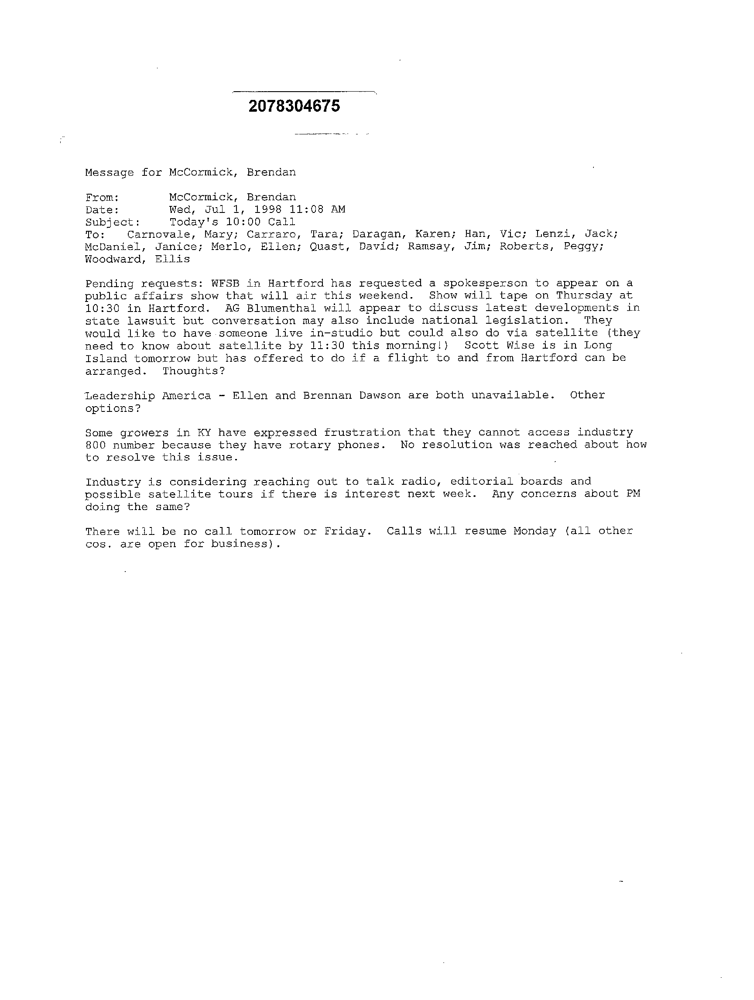 2078304675
Message for McCormick, Brendan
From: McCormick, Brendan
Date: Wed, Jul 1, 1998 11:08 AM
Subject: Today's 10:00 Call
To: Carnovale, Mary; Carraro, Tara; Daragan, Karen; Han, Vic; Lenzi, Jack;
McDaniel, Janice; Merlo, Ellen; Quast, David; Ramsay, Jim; Roberts, Peggy;
Woodward, Ellis
Pending requests: WFSB in Hartford has requested a spokesperson to appear on a
public affairs show that will air this weekend. Show will tape on Thursday at
10:30 in Hartford. AG Blumenthal will appear to discuss latest developments in
state lawsuit but conversation may also include national legislation. They
would like to have someone live in-studio but could also do via satellite (they
need to know about satellite by 11:30 this morning!) Scott Wise is in Long
Island tomorrow but has offered to do if a flight to and from Hartford can be
arranged. Thoughts?
Leadership America - Ellen and Brennan Dawson are both unavailable. Other
options?
Some growers in KY have expressed frustration that they cannot access industry
800 number because they have rotary phones. No resolution was reached about how
to resolve this issue.
Industry is considering reaching out to talk radio, editorial boards and
possible satellite tours if there is interest next week. Any concerns about PM
doing the same?
There will be no call tomorrow or Friday. Calls will resume Monday (all other
cos. are open for business).